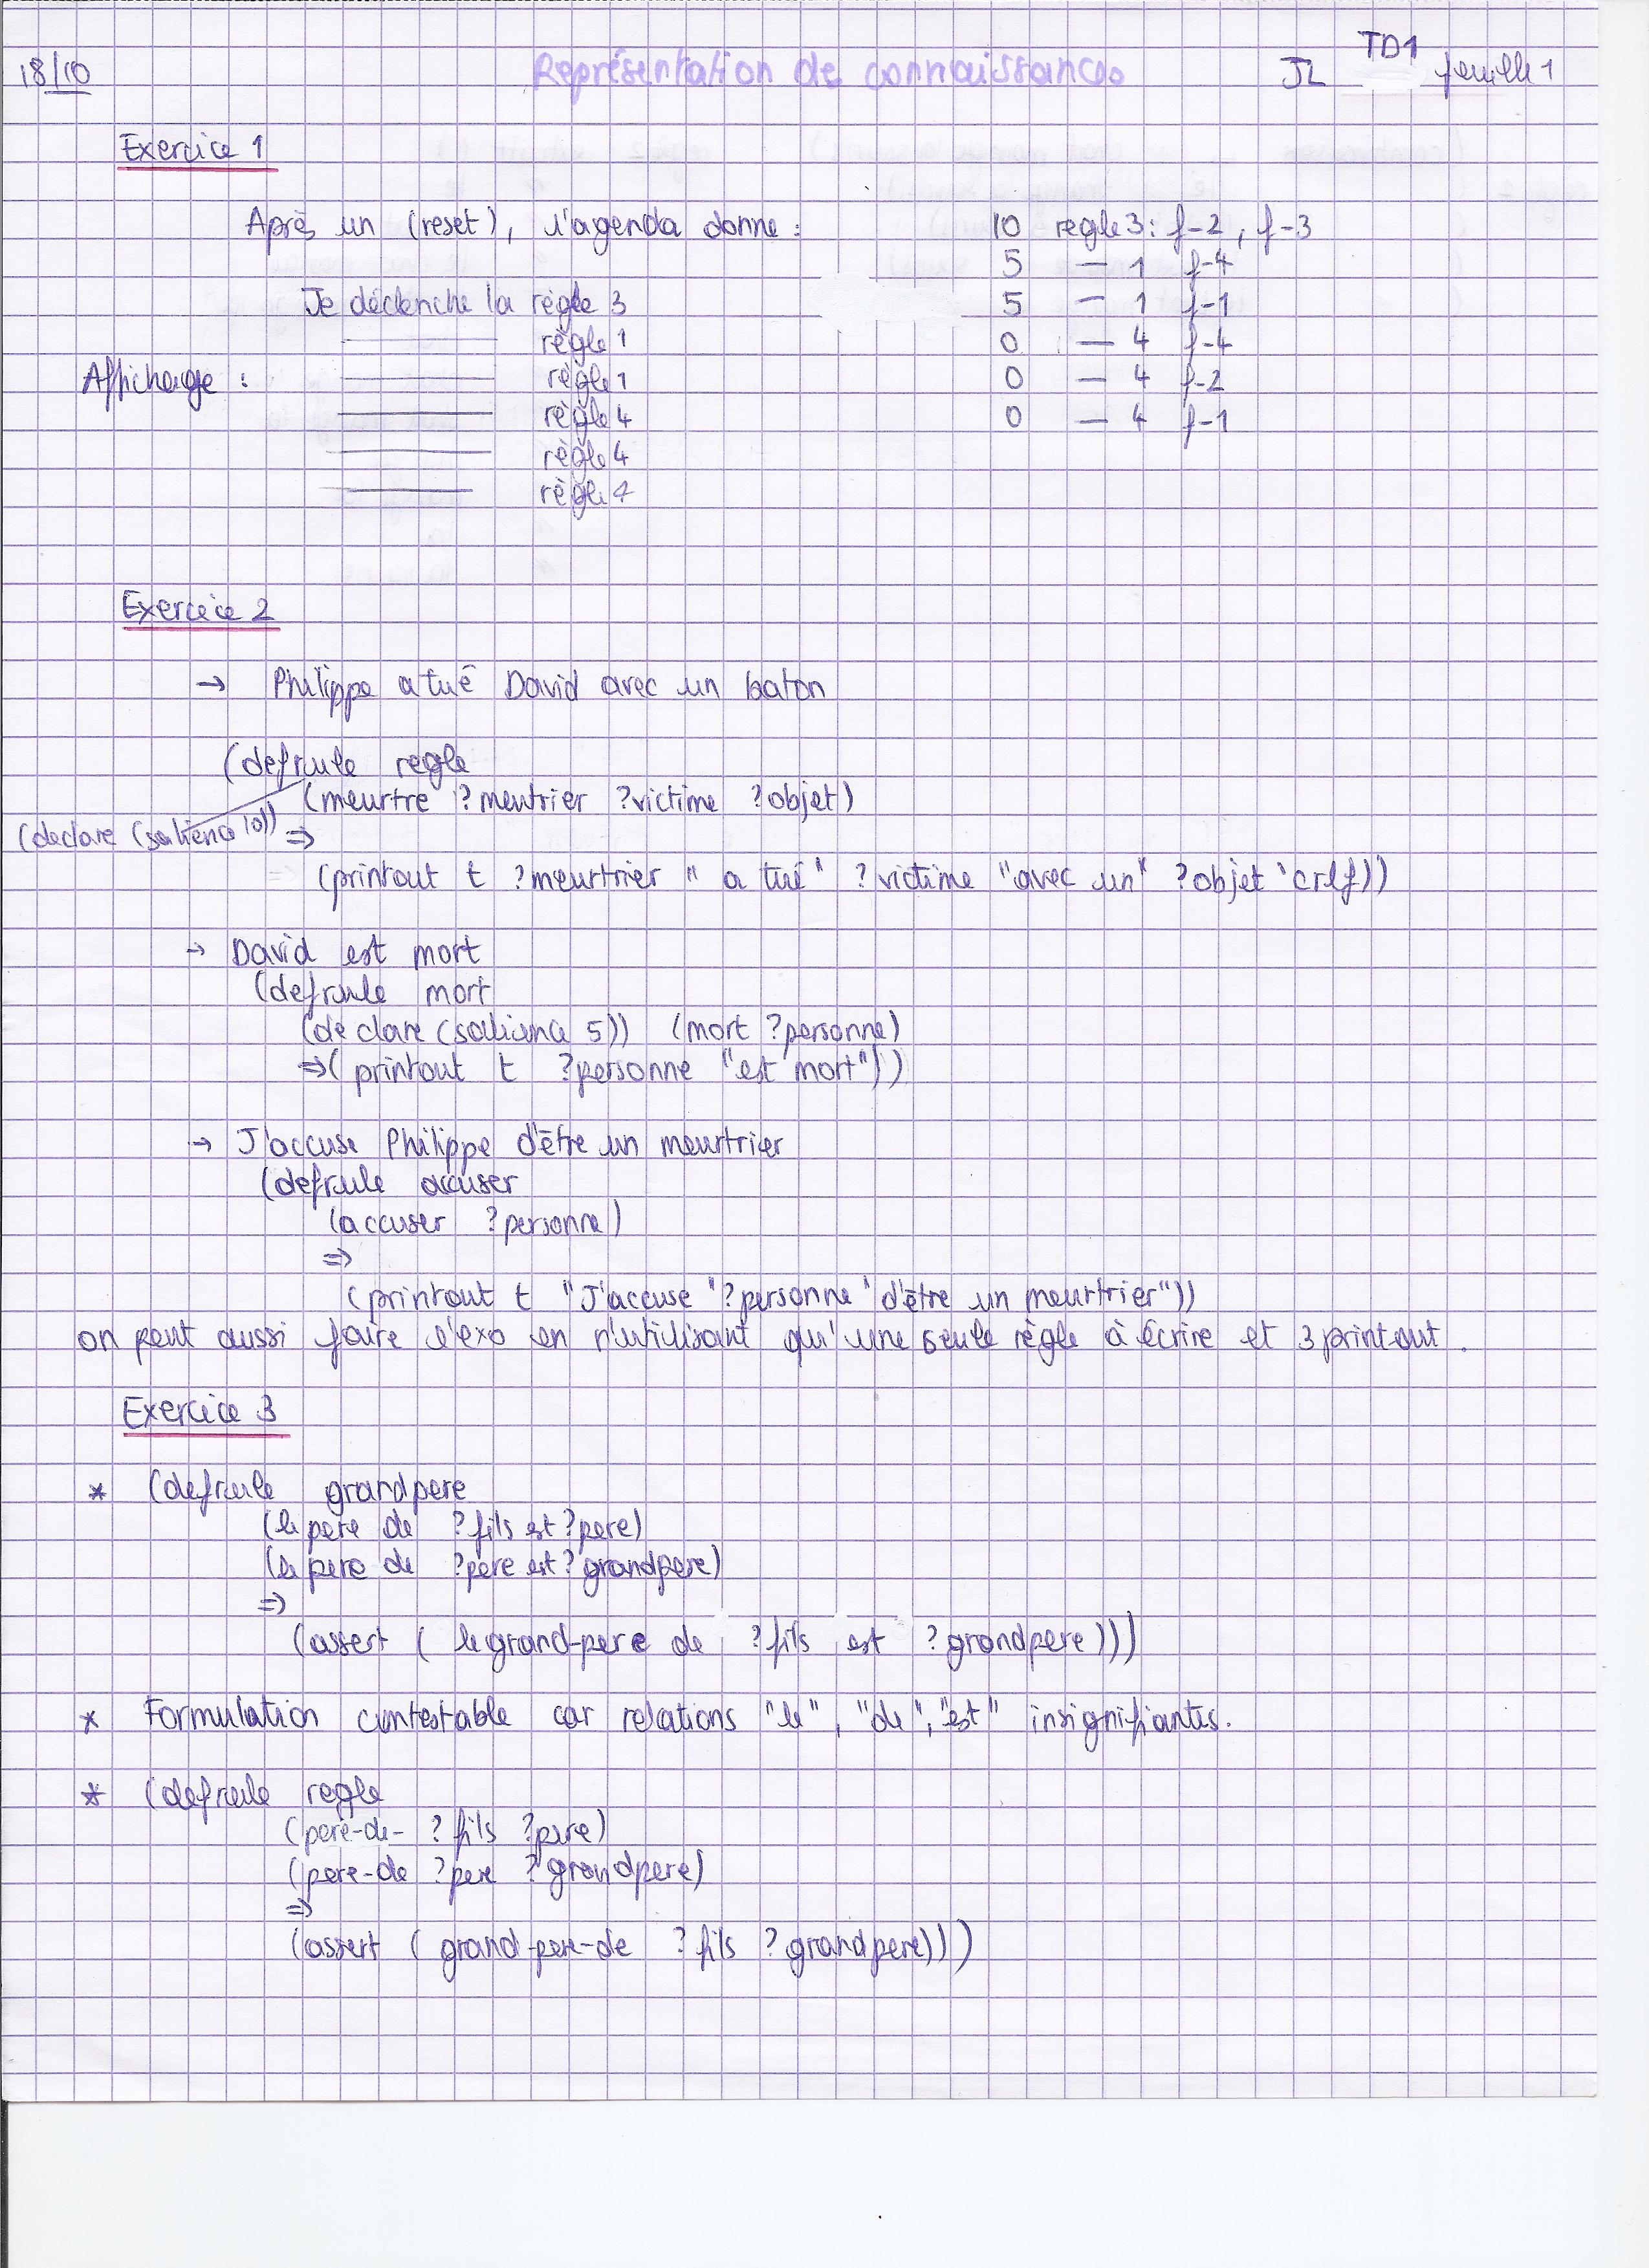 18/10 Représentation de connaissances JL TD1 feuille 1
Exercice 1
Après un (reset), l'agenda donne : 10 regle 3 : f-2, f-3
5 — 1 f-4
Je déclenche la règle 3 5 — 1 f-1
——— règle 1 0 — 4 f-4
Affichage : ——— règle 1 0 — 4 f-2
——— règle 4 0 — 4 f-1
——— règle 4
——— règle 4
Exercice 2
→ Philippe a tué David avec un baton
(defrule regle
(meurtre ?meutrier ?victime ?objet)
(declare (salience 10)) =>
(printout t ?meurtrier " a tué" ?victime "avec un" ?objet 'crlf))
→ David est mort
(defrule mort
(declare (salience 5)) (mort ?personne)
=>( printout t ?personne "est mort"))
→ J'accuse Philippe d'être un meurtrier
(defrule accuser
(accuser ?personne)
=>
(printout t "J'accuse "?personne" d'être un meurtrier"))
on peut aussi faire l'exo en n'utilisant qu'une seule règle à écrire et 3 printout.
Exercice 3
* (defrule grandpere
(le pere de ?fils est ?pere)
(le pere de ?pere est ?grandpere)
=>
(assert ( le grand-pere de ?fils est ?grandpere)))
* Formulation contestable car relations "le", "de", "est" insignifiantes.
* (defrule regle
(pere-de- ?fils ?pere)
(pere-de ?pere ?grandpere)
=>
(assert ( grand-pere-de ?fils ?grandpere)))